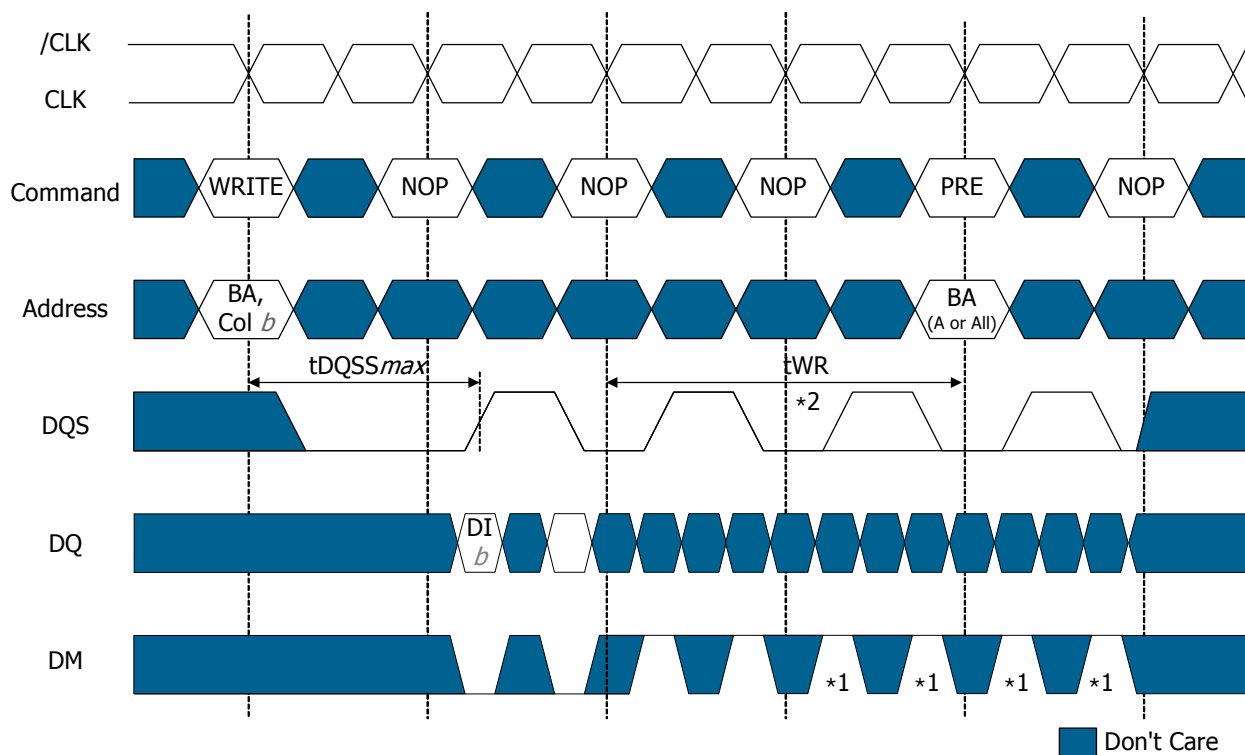 /CLK
CLK
Command
WRITE NOP NOP NOP PRE NOP
Address
BA,
Col b
BA
(A or All)
tDQSSmax
tWR
*2
DQS
DQ
DI
b
DM
*1 *1 *1 *1
Don't Care